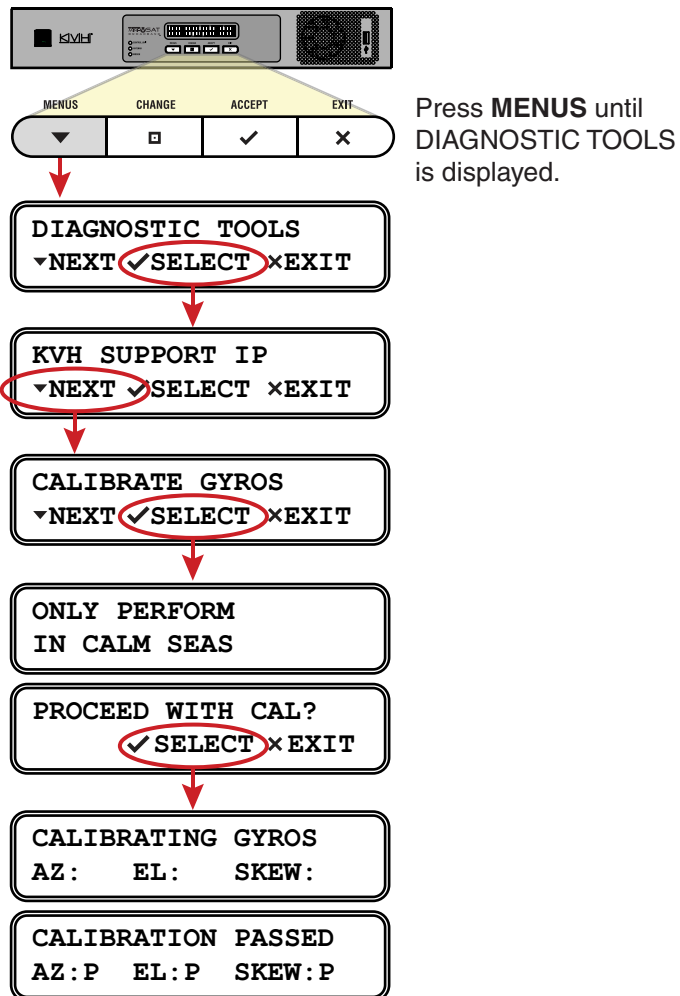 KVH
MENUS CHANGE ACCEPT EXIT
Press MENUS until
DIAGNOSTIC TOOLS
is displayed.
DIAGNOSTIC TOOLS
▼NEXT ✓SELECT ×EXIT
KVH SUPPORT IP
▼NEXT ✓SELECT ×EXIT
CALIBRATE GYROS
▼NEXT ✓SELECT ×EXIT
ONLY PERFORM
IN CALM SEAS
PROCEED WITH CAL?
✓SELECT ×EXIT
CALIBRATING GYROS
AZ: EL: SKEW:
CALIBRATION PASSED
AZ:P EL:P SKEW:P